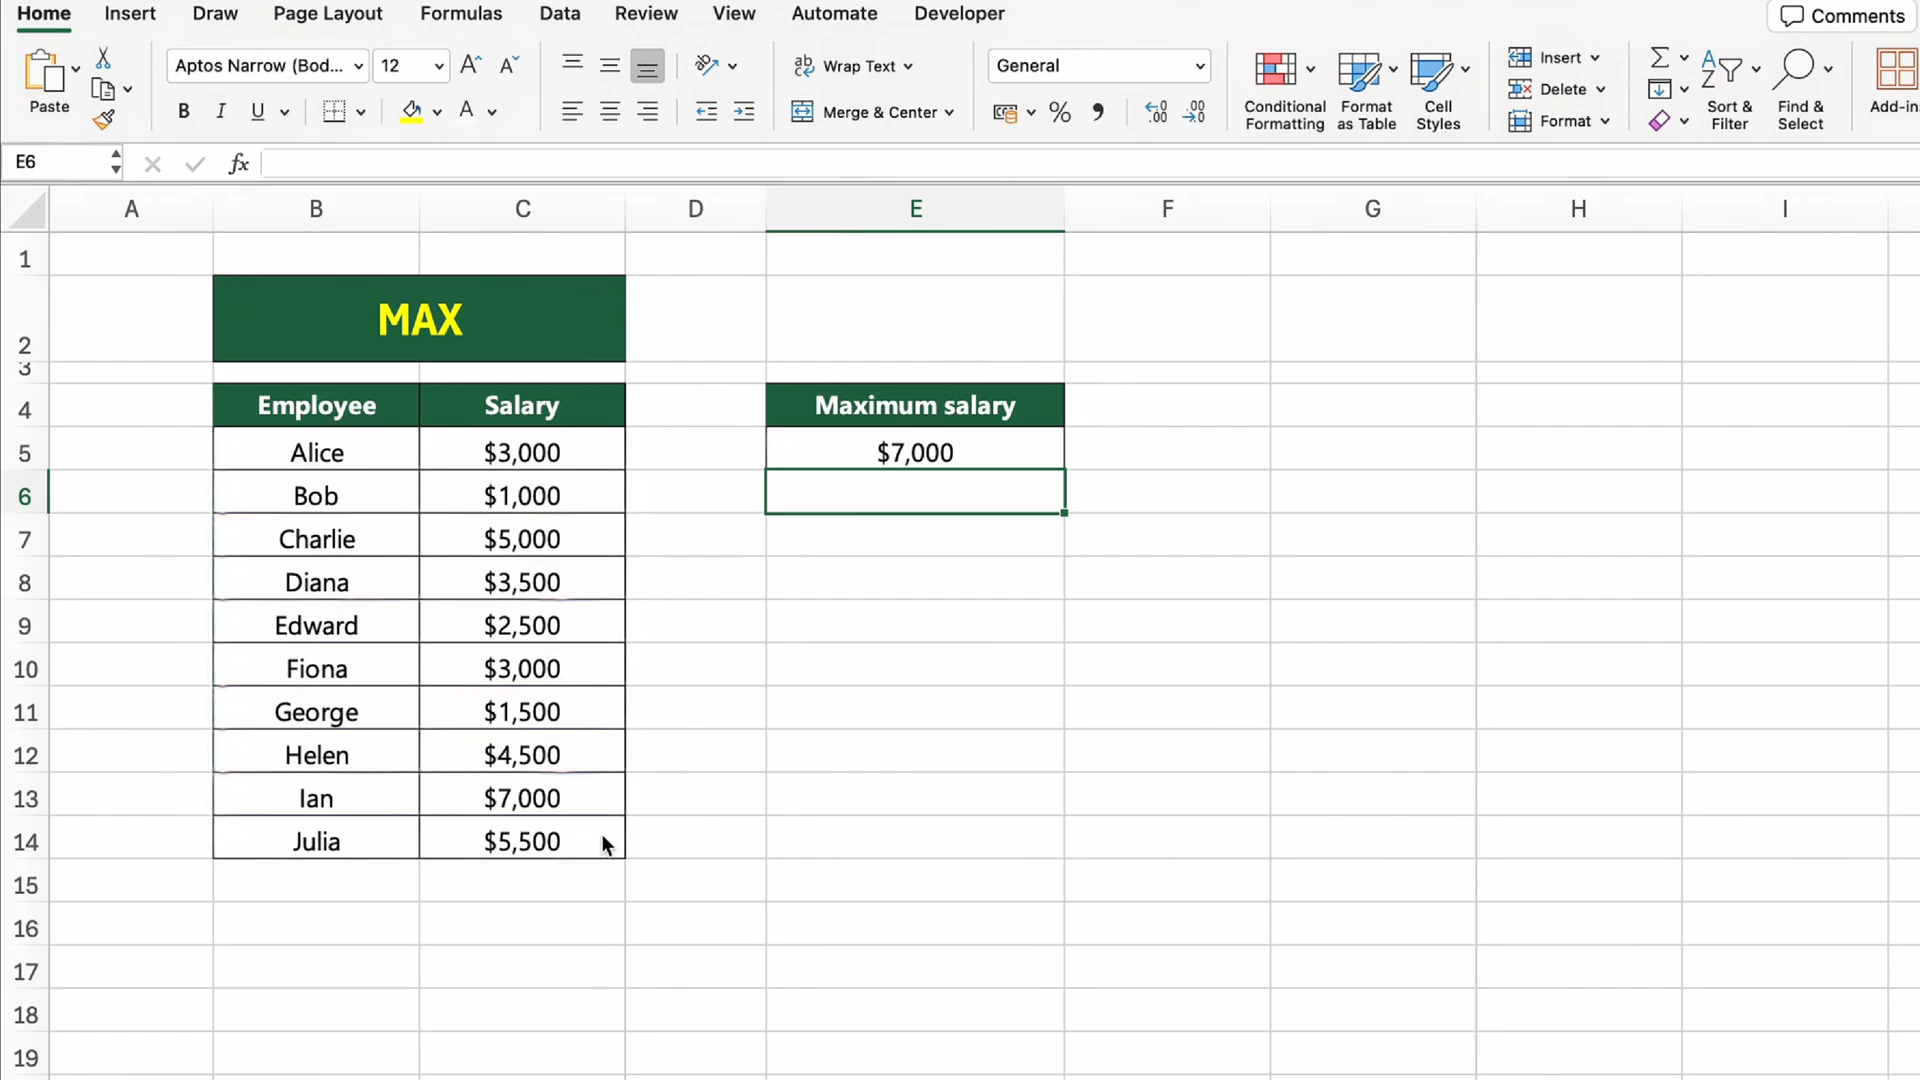 Home Insert Draw Page Layout Formulas Data Review View Automate Developer Comments
Paste
Aptos Narrow (Bod... 12
B I U A
ab Wrap Text
Merge & Center
General
% ,
Conditional Formatting
Format as Table
Cell Styles
Insert
Delete
Format
Sort & Filter
Find & Select
Add-in
E6 fx
A B C D E F G H I
1
2 MAX
3
4 Employee Salary Maximum salary
5 Alice $3,000 $7,000
6 Bob $1,000
7 Charlie $5,000
8 Diana $3,500
9 Edward $2,500
10 Fiona $3,000
11 George $1,500
12 Helen $4,500
13 Ian $7,000
14 Julia $5,500
15
16
17
18
19